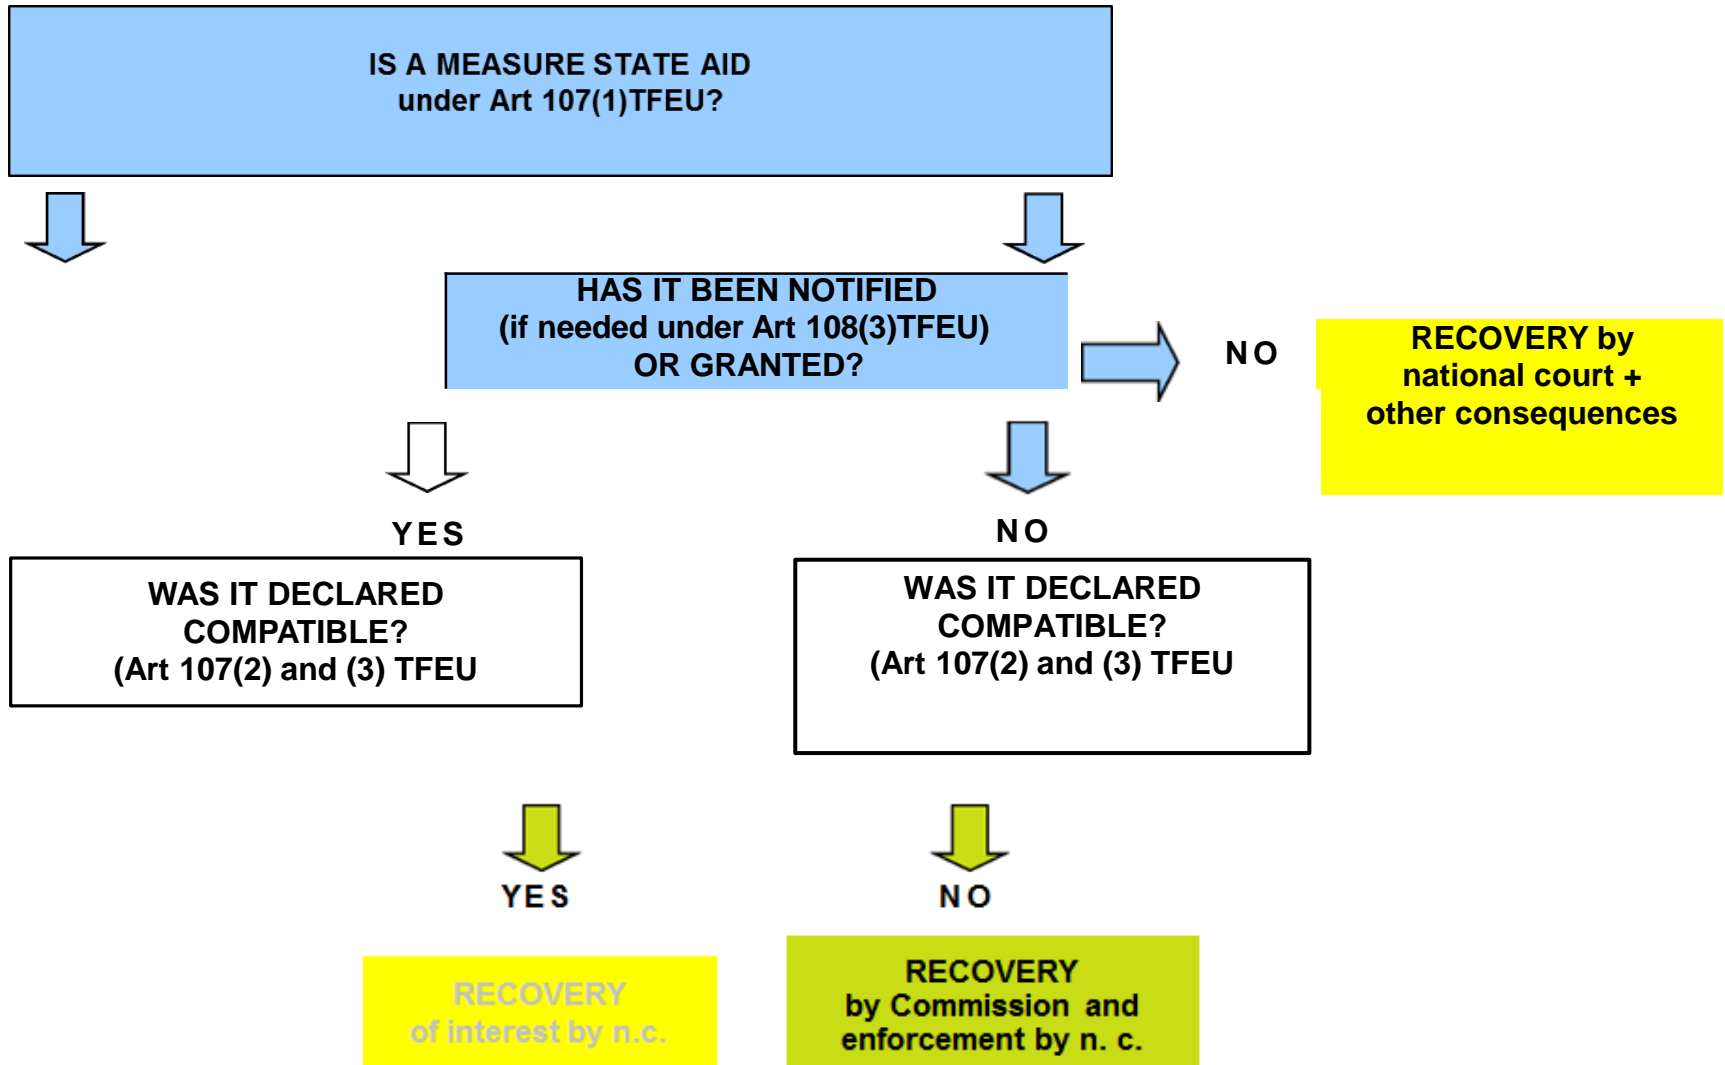 IS A MEASURE STATE AID
under Art 107(1)TFEU?
HAS IT BEEN NOTIFIED
(if needed under Art 108(3)TFEU)
OR GRANTED?
NO
RECOVERY by
national court +
other consequences
YES
NO
WAS IT DECLARED
COMPATIBLE?
(Art 107(2) and (3) TFEU
WAS IT DECLARED
COMPATIBLE?
(Art 107(2) and (3) TFEU
YES
NO
RECOVERY
of interest by n.c.
RECOVERY
by Commission and
enforcement by n. c.